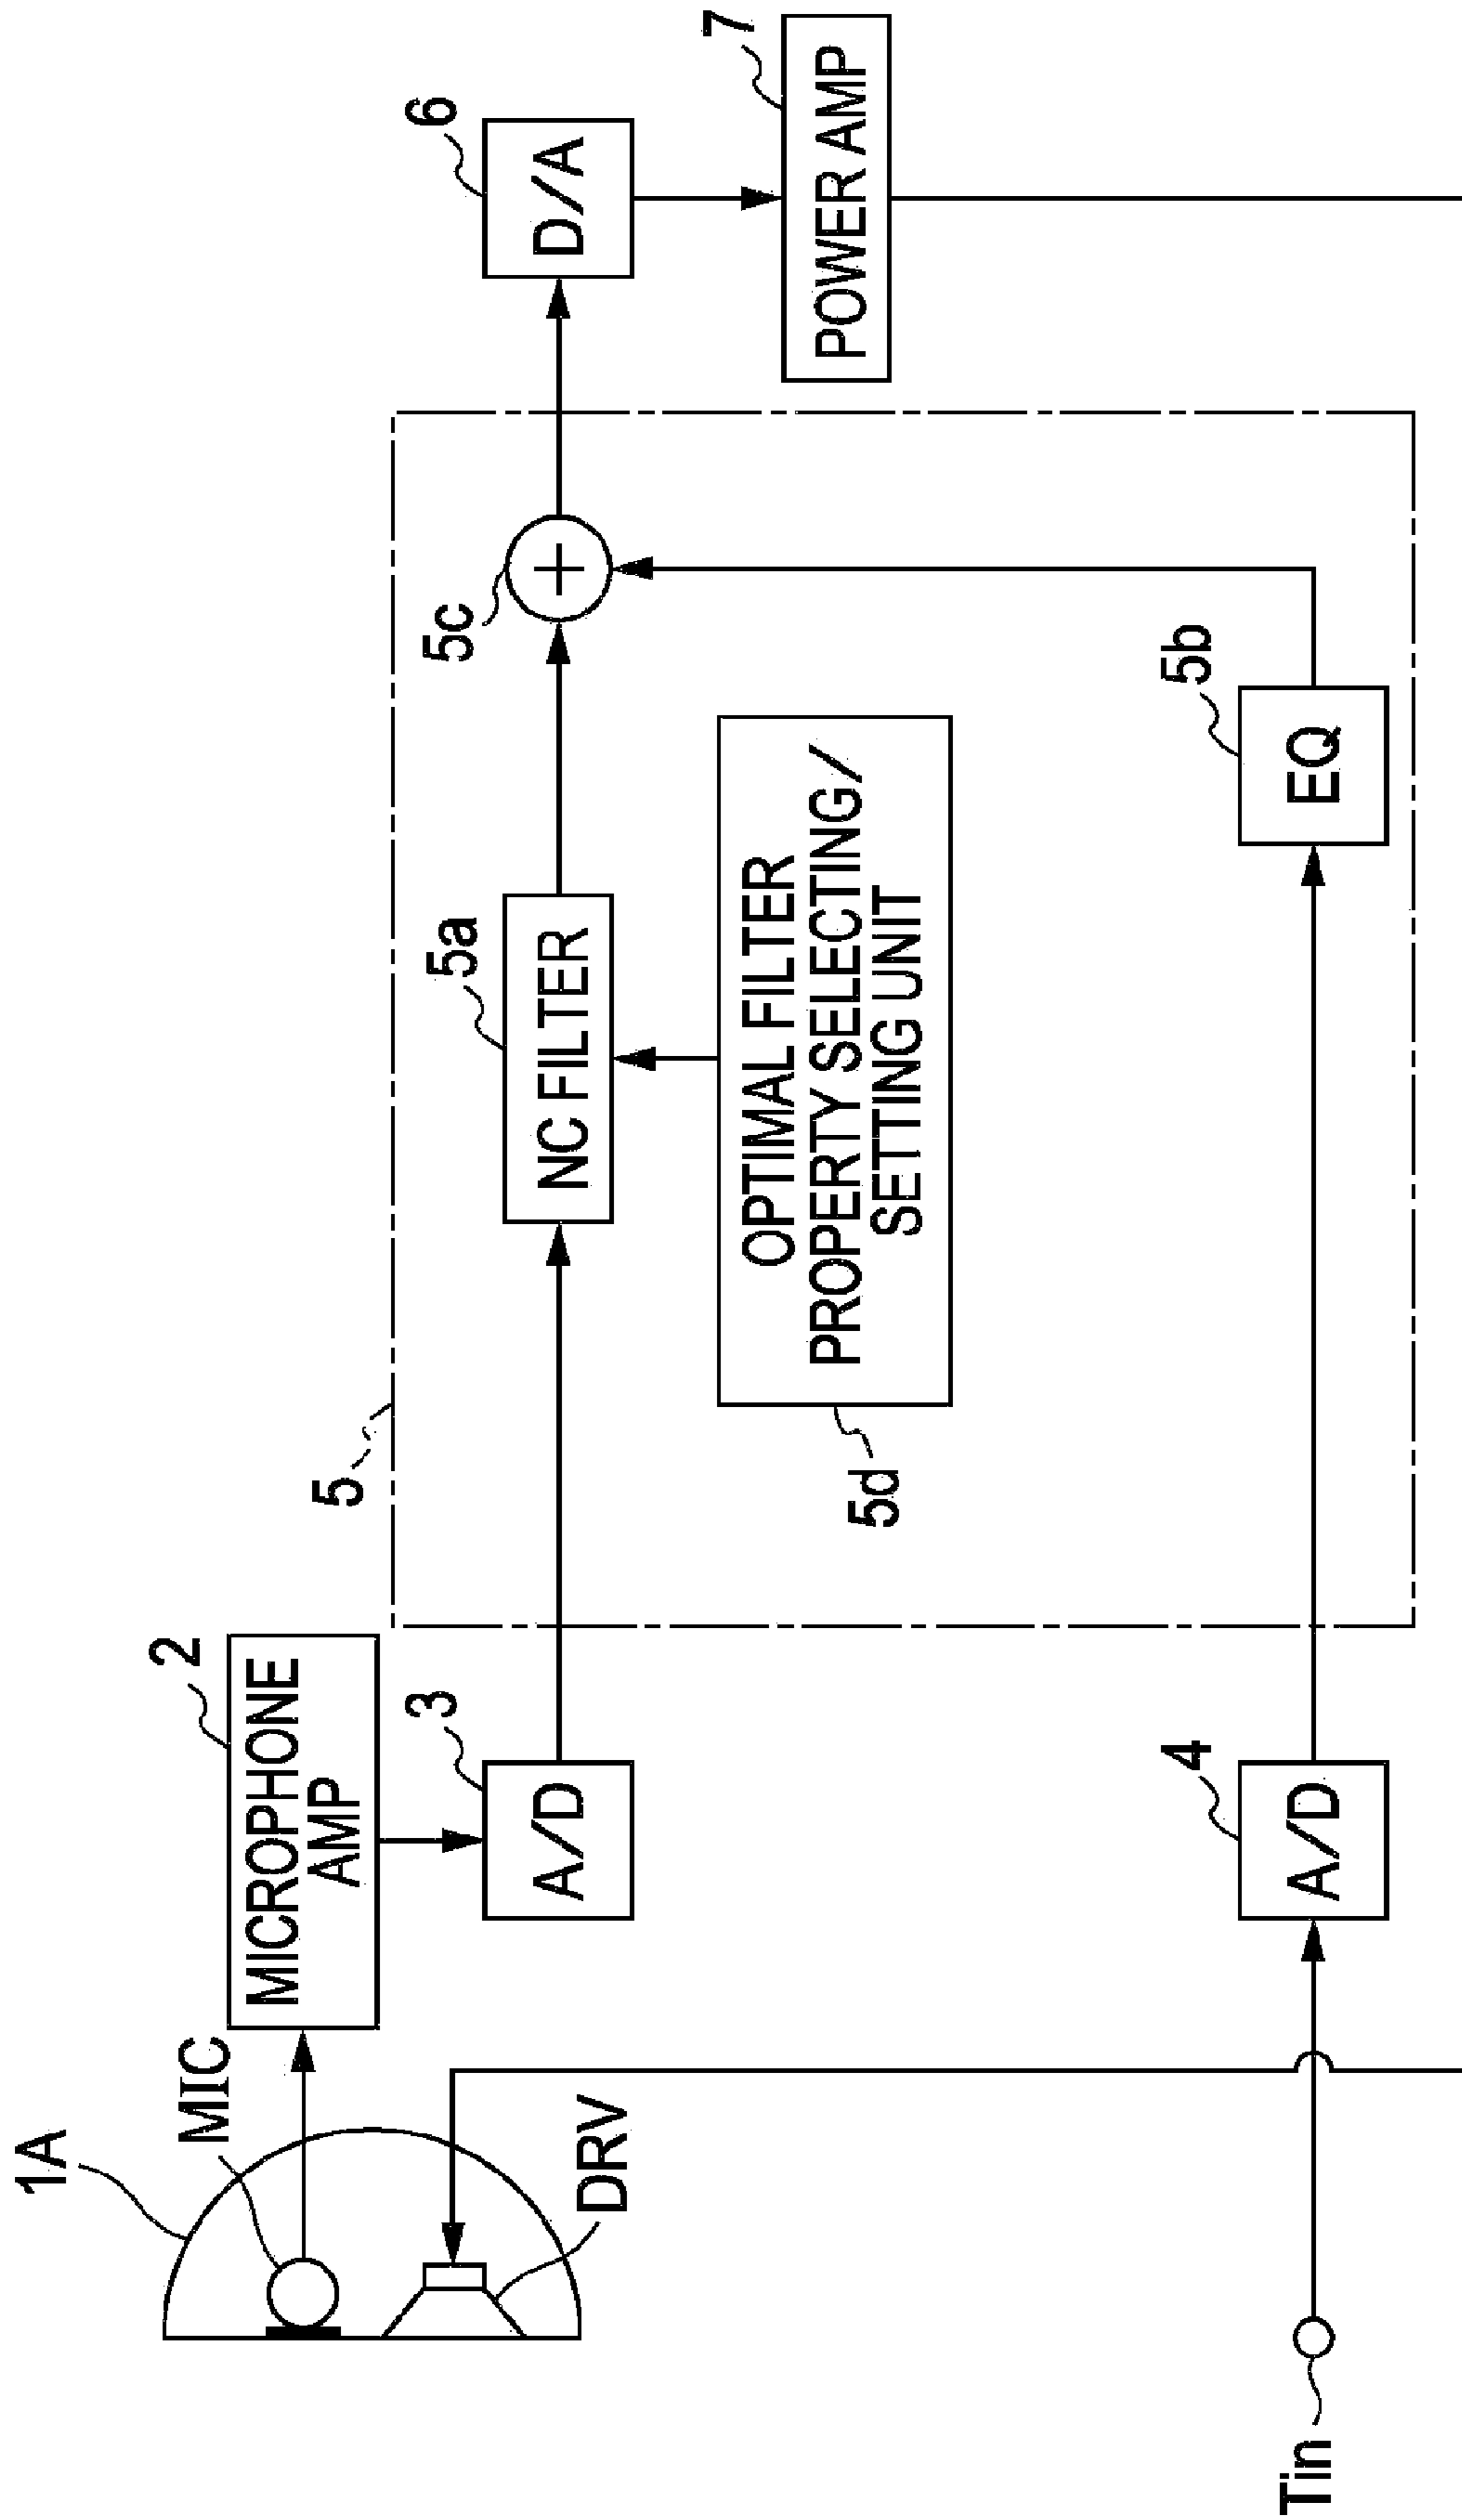 1A
MIC
DRV
2
MICROPHONE
AMP
3
A/D
5
5a
NC FILTER
5c
+
6
D/A
7
POWER AMP
OPTIMAL FILTER
PROPERTY SELECTING/
SETTING UNIT
5d
Tin
4
A/D
5b
EQ